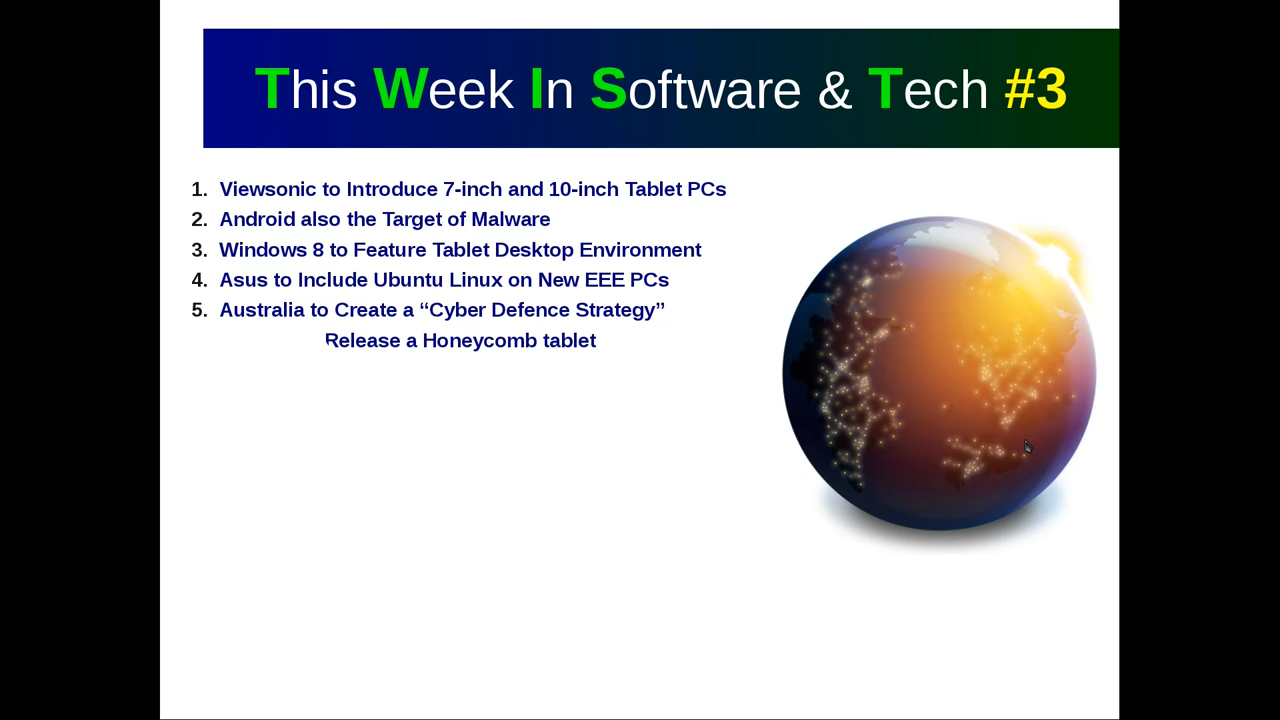 This Week In Software & Tech #3
1. Viewsonic to Introduce 7-inch and 10-inch Tablet PCs
2. Android also the Target of Malware
3. Windows 8 to Feature Tablet Desktop Environment
4. Asus to Include Ubuntu Linux on New EEE PCs
5. Australia to Create a “Cyber Defence Strategy”
Release a Honeycomb tablet